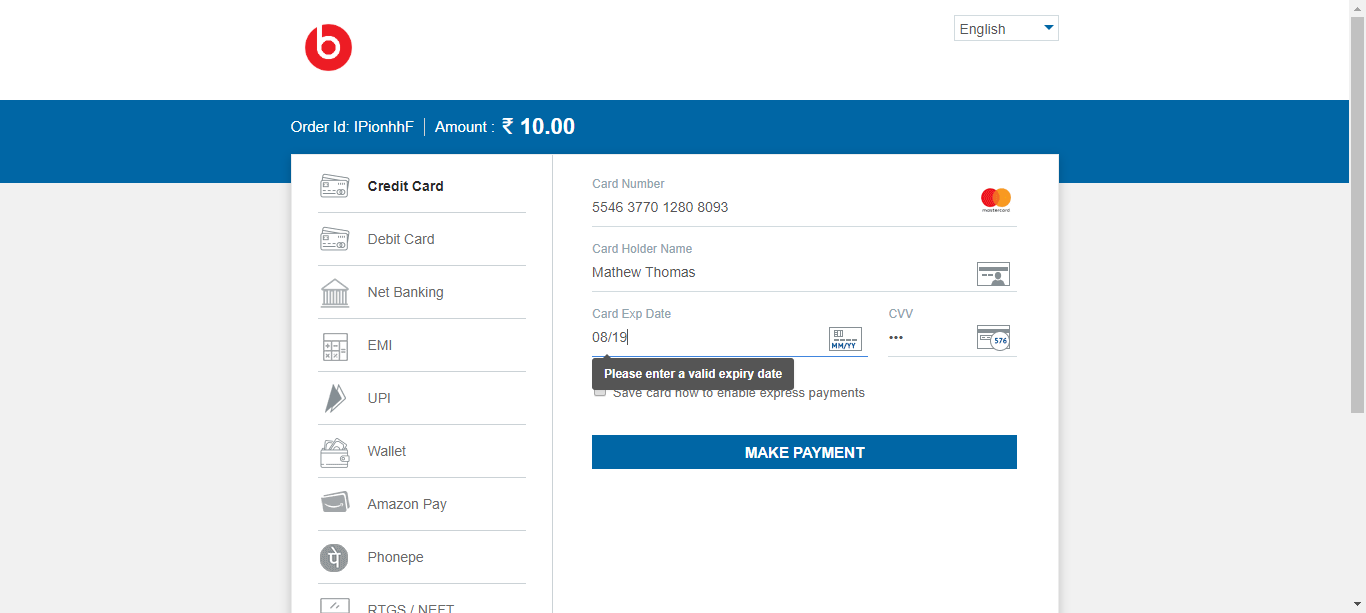 b
English
Order Id: IPionhhF | Amount : ₹ 10.00
Credit Card
Debit Card
Net Banking
EMI
UPI
Wallet
Amazon Pay
Phonepe
RTGS / NEFT
Card Number
5546 3770 1280 8093
mastercard
Card Holder Name
Mathew Thomas
Card Exp Date
08/19
MM/YY
CVV
•••
576
Please enter a valid expiry date
Save card now to enable express payments
MAKE PAYMENT
पे